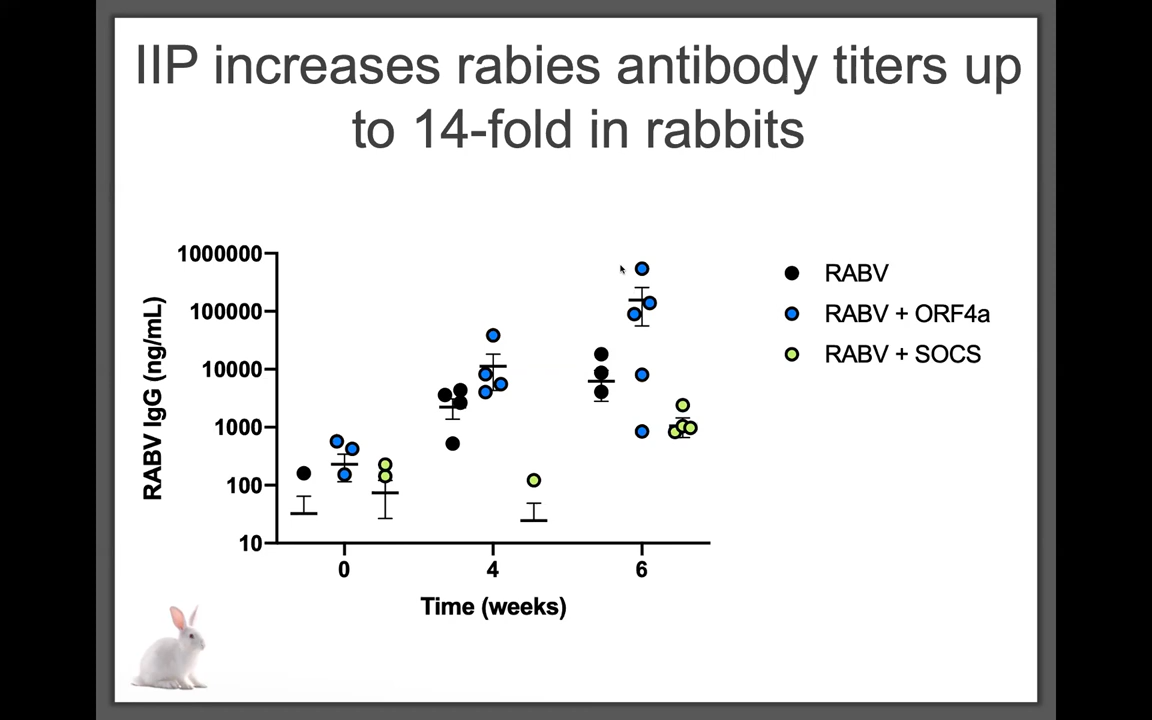 IIP increases rabies antibody titers up
to 14-fold in rabbits
1000000
100000
10000
1000
100
10
RABV IgG (ng/mL)
0
4
6
Time (weeks)
RABV
RABV + ORF4a
RABV + SOCS